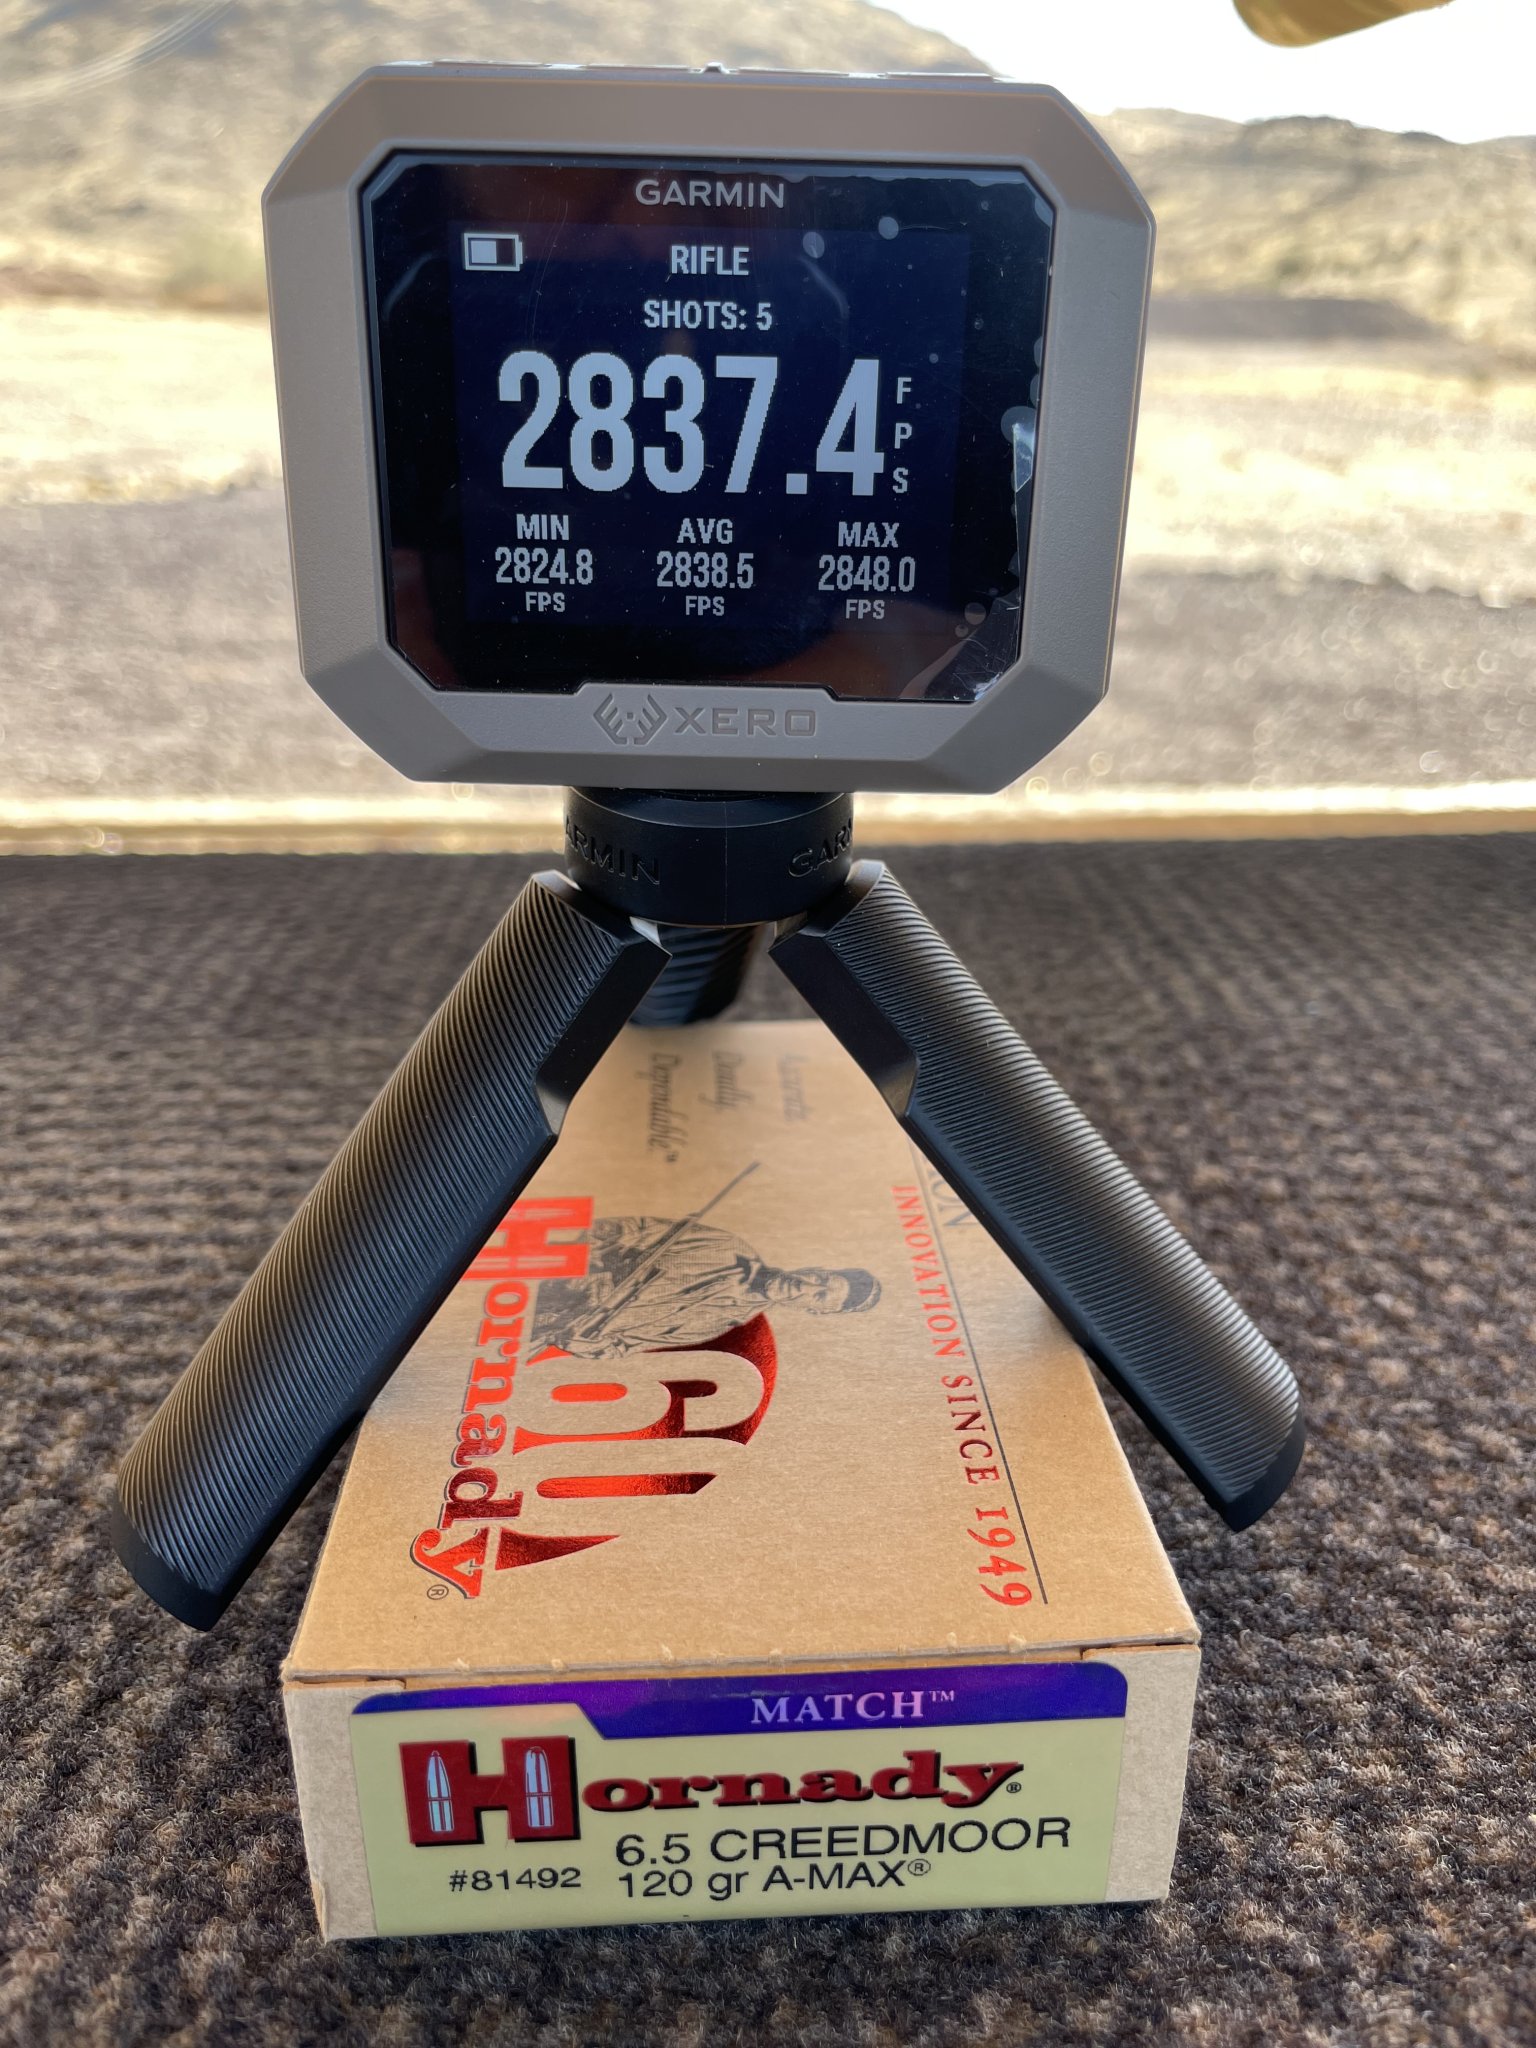 GARMIN
RIFLE
SHOTS: 5
2837.4 FPS
MIN AVG MAX
2824.8 2838.5 2848.0
FPS FPS FPS
XERO
GARMIN
Accurate
Deadly
Dependable™
INNOVATION SINCE 1949
Hornady®
MATCH™
Hornady®
6.5 CREEDMOOR
#81492 120 gr A-MAX®